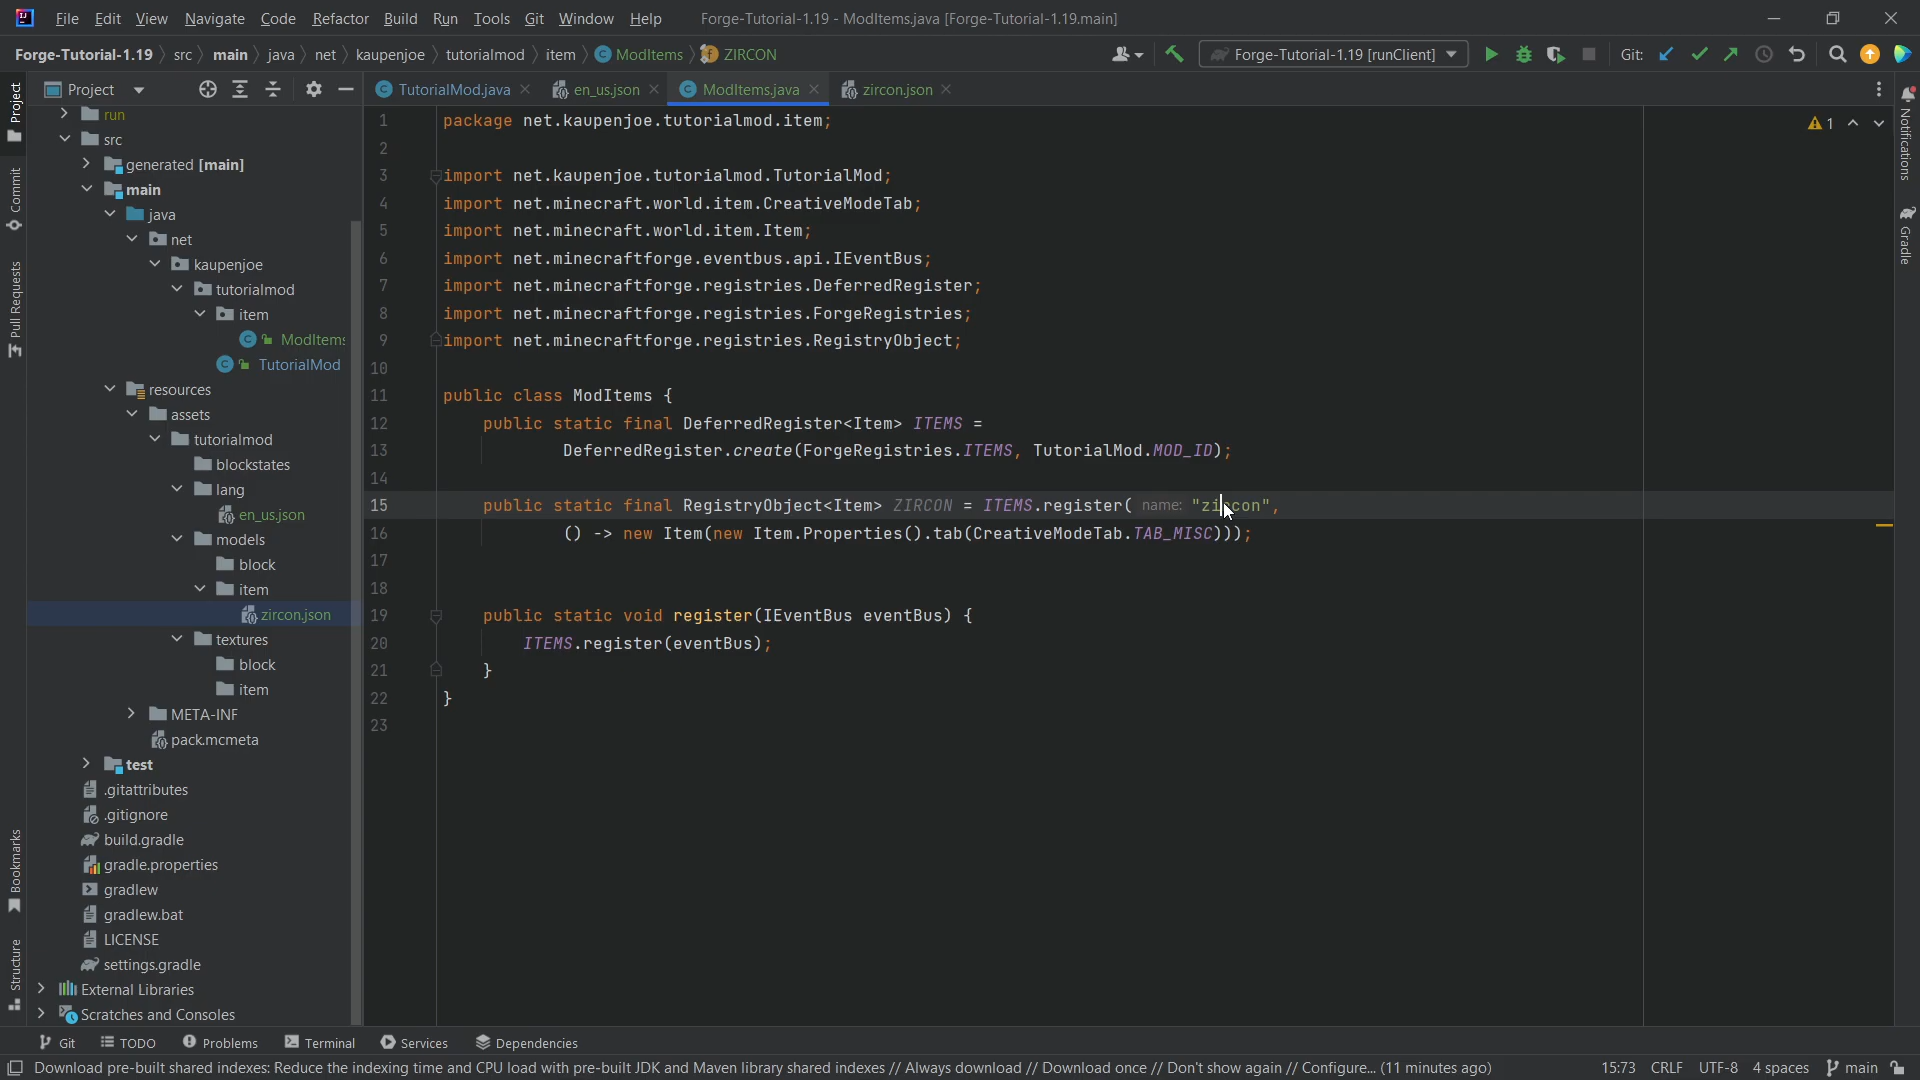 File Edit View Navigate Code Refactor Build Run Tools Git Window Help Forge-Tutorial-1.19 - ModItems.java [Forge-Tutorial-1.19.main]
Forge-Tutorial-1.19 src main java net kaupenjoe tutorialmod item ModItems ZIRCON Forge-Tutorial-1.19 [runClient] Git:
Project
TutorialMod.java en_us.json ModItems.java zircon.json
Project
Commit
Pull Requests
Bookmarks
Structure
run
src
generated [main]
main
java
net
kaupenjoe
tutorialmod
item
ModItems
TutorialMod
resources
assets
tutorialmod
blockstates
lang
en_us.json
models
block
item
zircon.json
textures
block
item
META-INF
pack.mcmeta
test
.gitattributes
.gitignore
build.gradle
gradle.properties
gradlew
gradlew.bat
LICENSE
settings.gradle
External Libraries
Scratches and Consoles
1 package net.kaupenjoe.tutorialmod.item;
2
3 import net.kaupenjoe.tutorialmod.TutorialMod;
4 import net.minecraft.world.item.CreativeModeTab;
5 import net.minecraft.world.item.Item;
6 import net.minecraftforge.eventbus.api.IEventBus;
7 import net.minecraftforge.registries.DeferredRegister;
8 import net.minecraftforge.registries.ForgeRegistries;
9 import net.minecraftforge.registries.RegistryObject;
10
11 public class ModItems {
12 public static final DeferredRegister<Item> ITEMS =
13 DeferredRegister.create(ForgeRegistries.ITEMS, TutorialMod.MOD_ID);
14
15 public static final RegistryObject<Item> ZIRCON = ITEMS.register( name: "zircon",
16 () -> new Item(new Item.Properties().tab(CreativeModeTab.TAB_MISC)));
17
18
19 public static void register(IEventBus eventBus) {
20 ITEMS.register(eventBus);
21 }
22 }
23
1
Notifications
Gradle
Git TODO Problems Terminal Services Dependencies
Download pre-built shared indexes: Reduce the indexing time and CPU load with pre-built JDK and Maven library shared indexes // Always download // Download once // Don't show again // Configure... (11 minutes ago) 15:73 CRLF UTF-8 4 spaces main